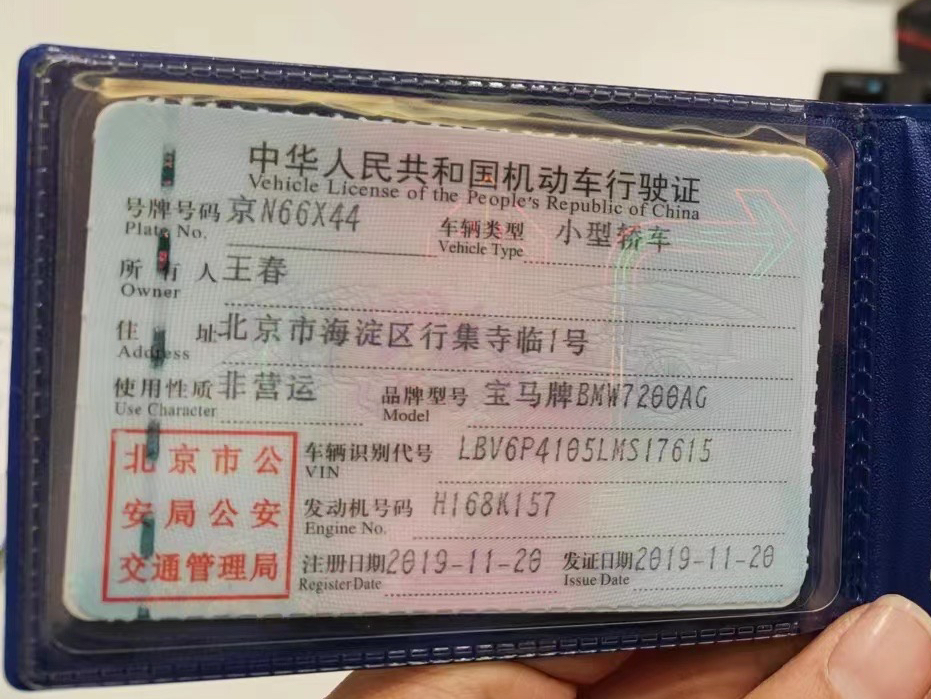 中华人民共和国机动车行驶证
Vehicle License of the People's Republic of China
号牌号码 京N66X44 车辆类型 小型轿车
Plate No. Vehicle Type
所有人 王春
Owner
住址 北京市海淀区行集寺临1号
Address
使用性质 非营运 品牌型号 宝马牌BMW7200AG
Use Character Model
北京市公 车辆识别代号 LBV6P4105LMS17615
VIN
安局公安 发动机号码 H168K157
Engine No.
交通管理局 注册日期 2019-11-20 发证日期 2019-11-20
Register Date Issue Date